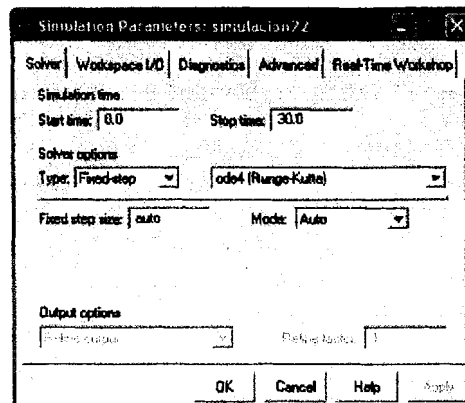 Simulation Parameters: simulacion22
Solver Workspace I/O Diagnostics Advanced Real-Time Workshop
Simulation time
Start time: 0.0 Stop time: 30.0
Solver options
Type: Fixed-step ode4 (Runge-Kutta)
Fixed step size: auto Mode: Auto
Output options
Refine output Refine factor: 1
OK Cancel Help Apply